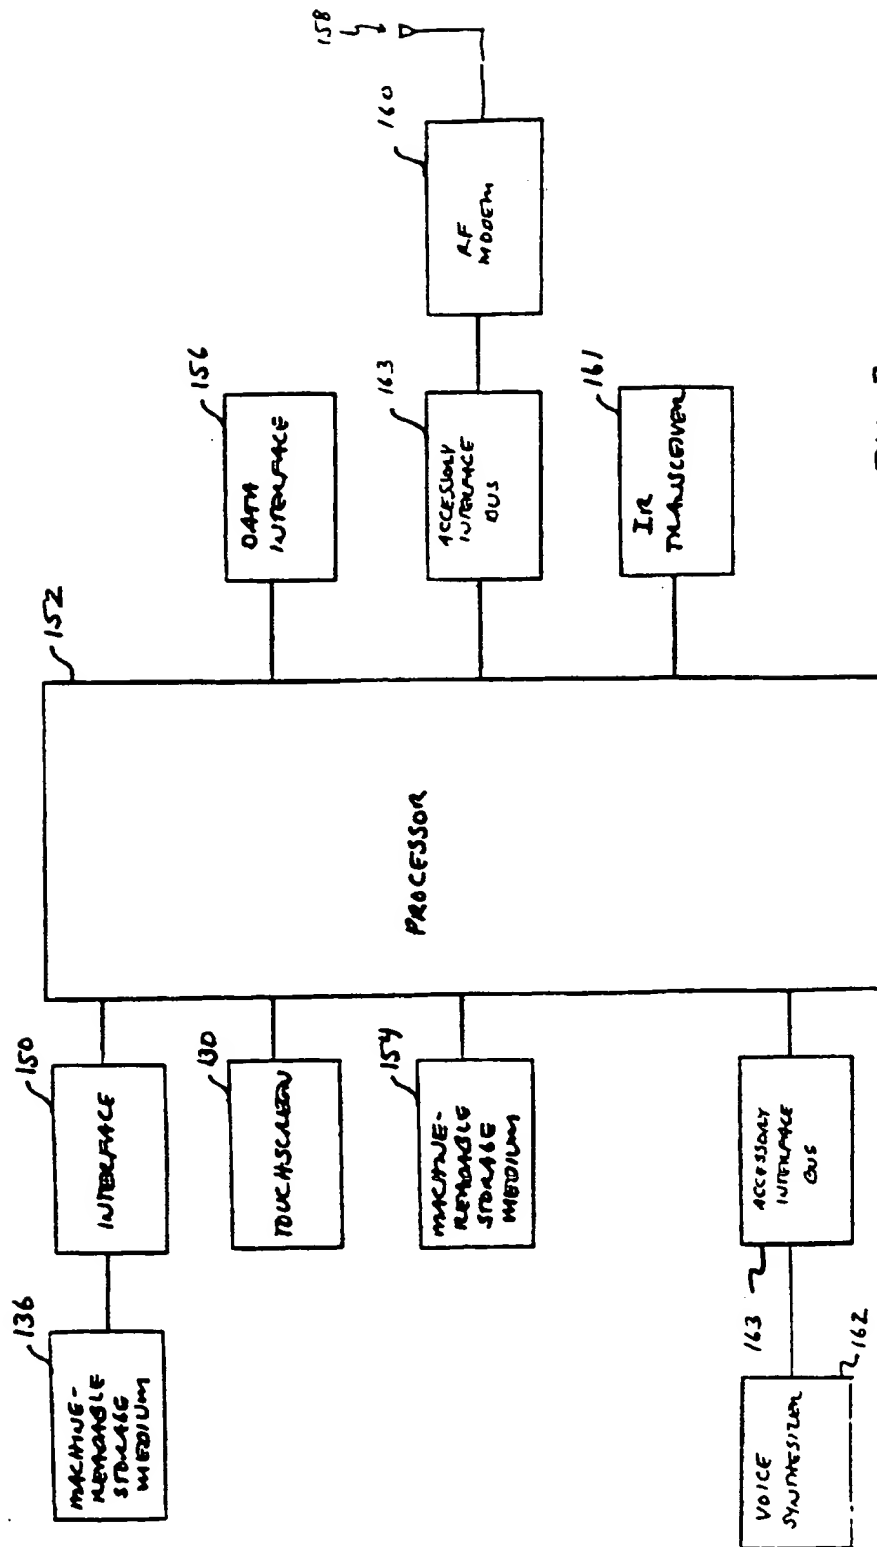 136
MACHINE-
READABLE
STORAGE
MEDIUM
150
INTERFACE
130
TOUCHSCREEN
154
MACHINE-
READABLE
STORAGE
MEDIUM
162
VOICE
SYNTHESIZER
163
ACCESSORY
INTERFACE
BUS
152
PROCESSOR
156
DATA
INTERFACE
163
ACCESSORY
INTERFACE
BUS
160
RF
MODEM
158
161
IR
TRANSCEIVER